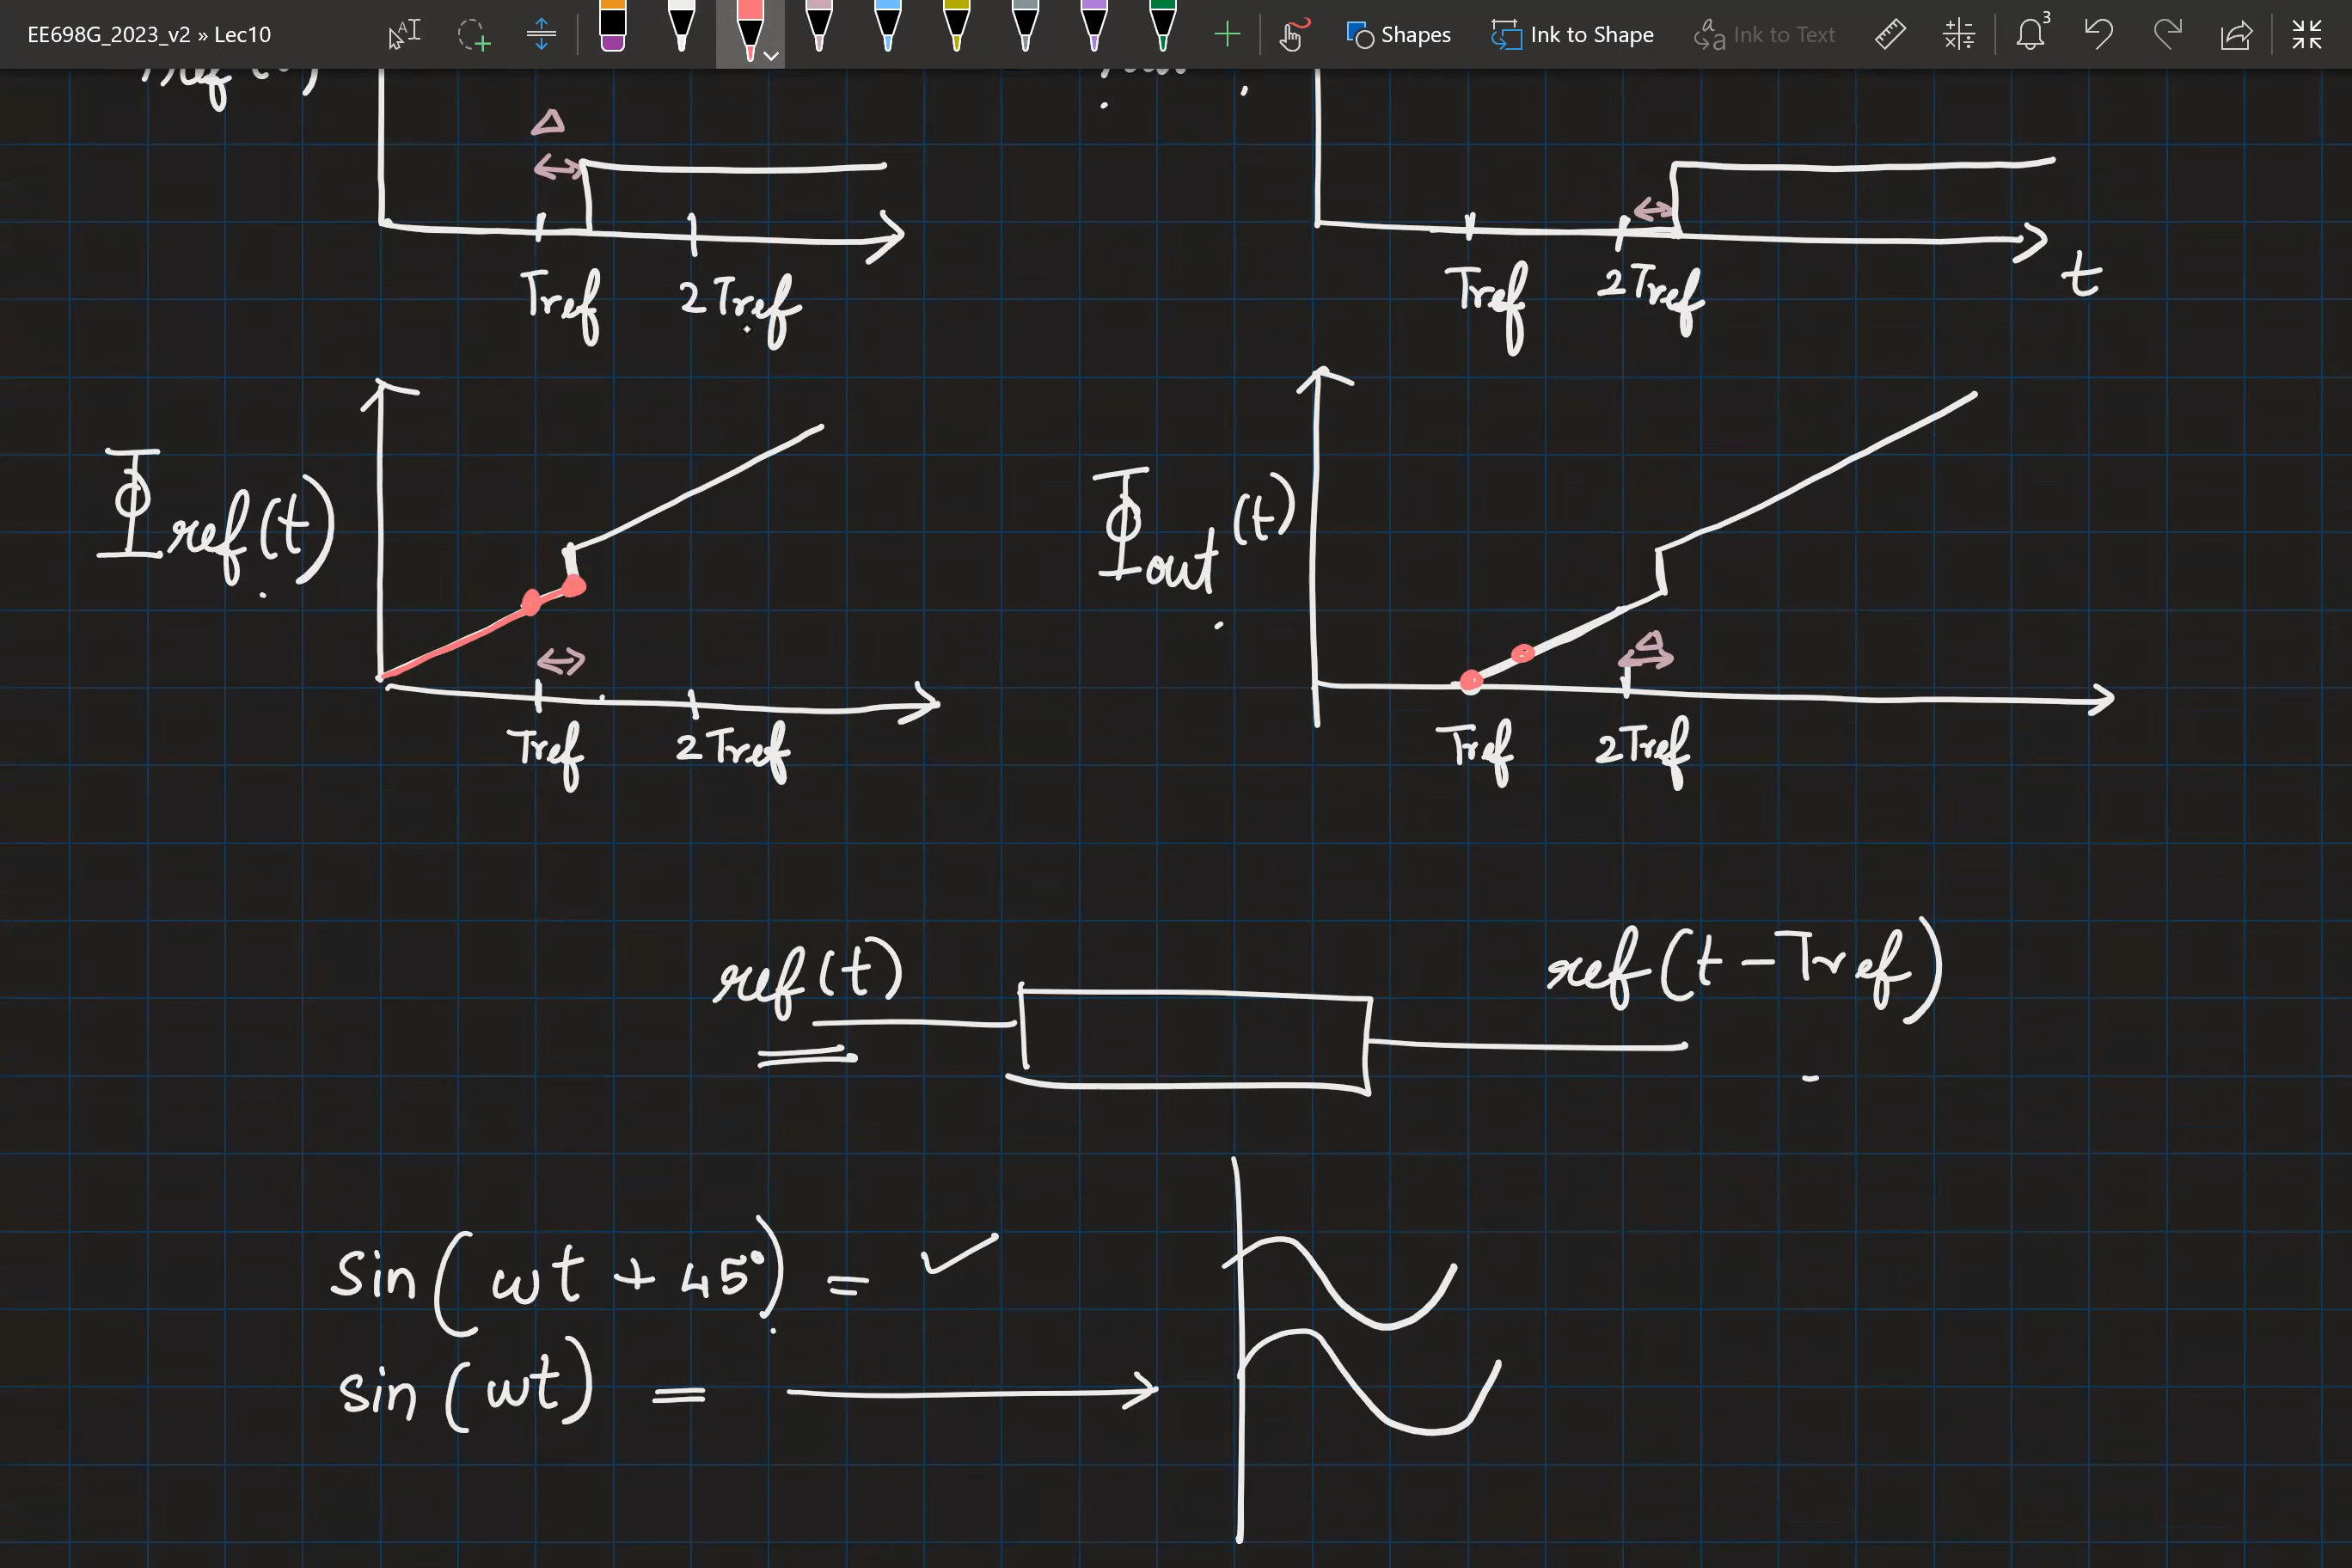 EE698G_2023_v2 » Lec10
Shapes
Ink to Shape
Ink to Text
3
Δ
Tref
2Tref
Tref
2Tref
t
Φref(t)
Tref
2Tref
Φout(t)
Δ
Tref
2Tref
ref(t)
ref(t-Tref)
sin(ωt + 45°) = ✓
sin(ωt) =